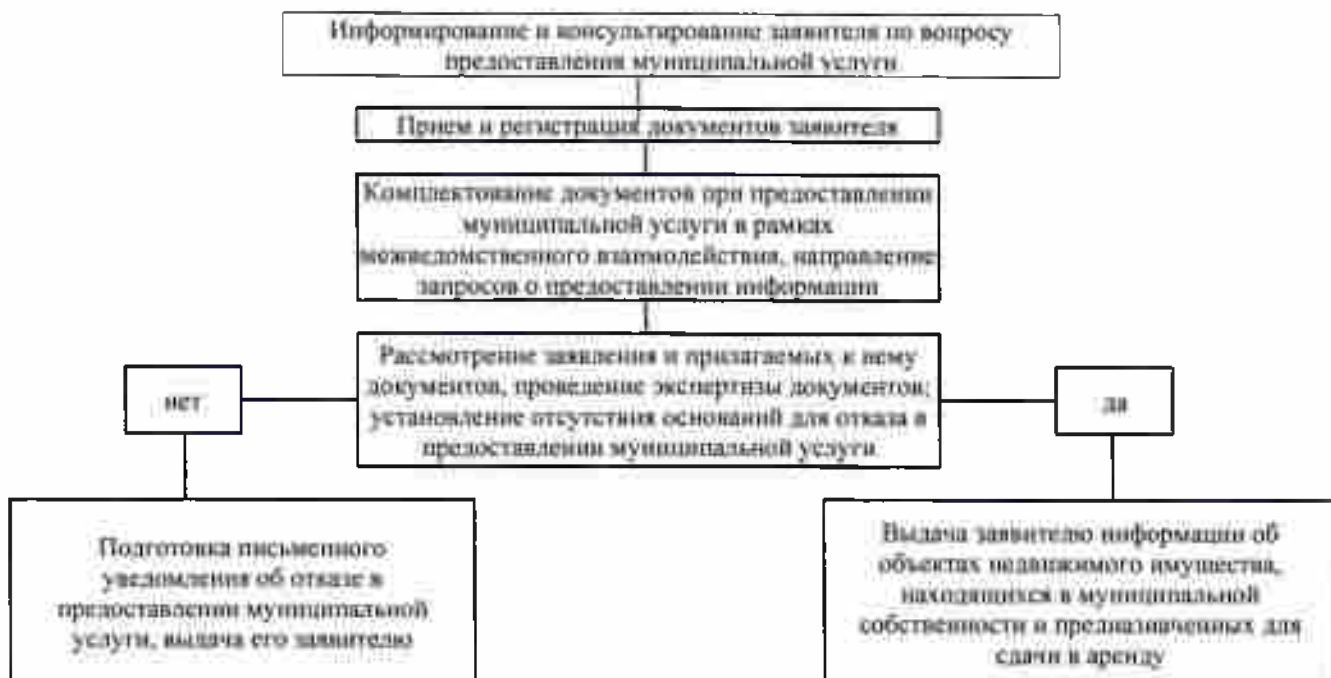 Информирование и консультирование заявителя по вопросу
предоставления муниципальной услуги
Прием и регистрация документов заявителя
Комплектование документов при предоставлении
муниципальной услуги в рамках
межведомственного взаимодействия, направление
запросов о предоставлении информации
Рассмотрение заявления и прилагаемых к нему
документов, проведение экспертизы документов;
установление отсутствия оснований для отказа в
предоставлении муниципальной услуги
нет
да
Подготовка письменного
уведомления об отказе в
предоставлении муниципальной
услуги, выдача его заявителю
Выдача заявителю информации об
объектах недвижимого имущества,
находящихся в муниципальной
собственности и предназначенных для
сдачи в аренду